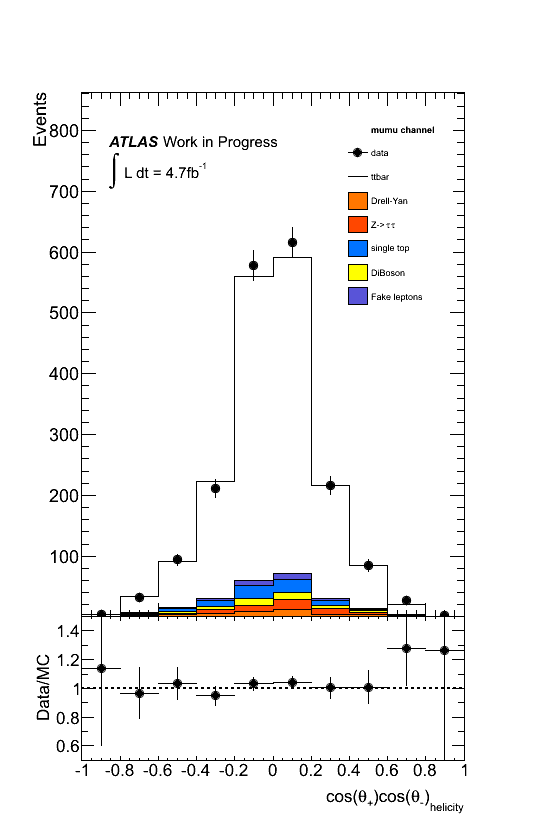 Events
800
700
600
500
400
300
200
100
ATLAS Work in Progress
∫ L dt = 4.7fb⁻¹
mumu channel
data
ttbar
Drell-Yan
Z->ττ
single top
DiBoson
Fake leptons
Data/MC
1.4
1.2
1
0.8
0.6
-1 -0.8 -0.6 -0.4 -0.2 0 0.2 0.4 0.6 0.8 1
cos(θ₊)cos(θ₋)helicity